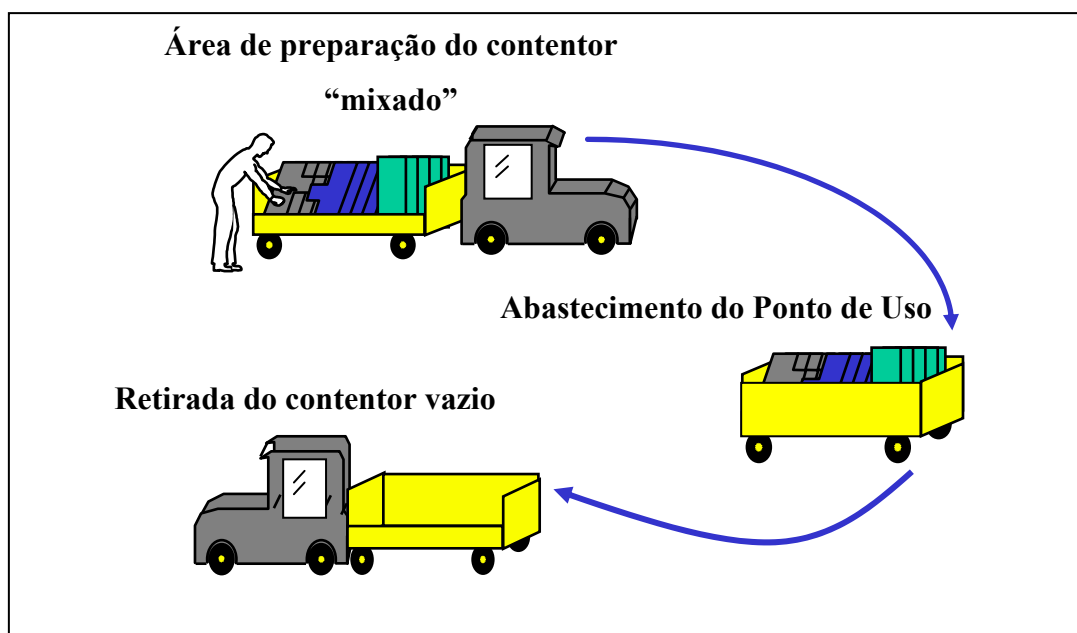 Área de preparação do contentor
“mixado”
Abastecimento do Ponto de Uso
Retirada do contentor vazio